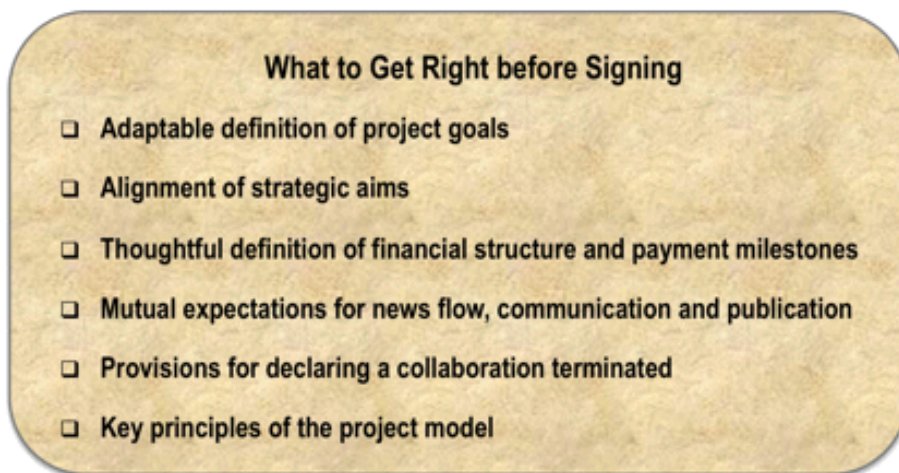 What to Get Right before Signing
Adaptable definition of project goals
Alignment of strategic aims
Thoughtful definition of financial structure and payment milestones
Mutual expectations for news flow, communication and publication
Provisions for declaring a collaboration terminated
Key principles of the project model